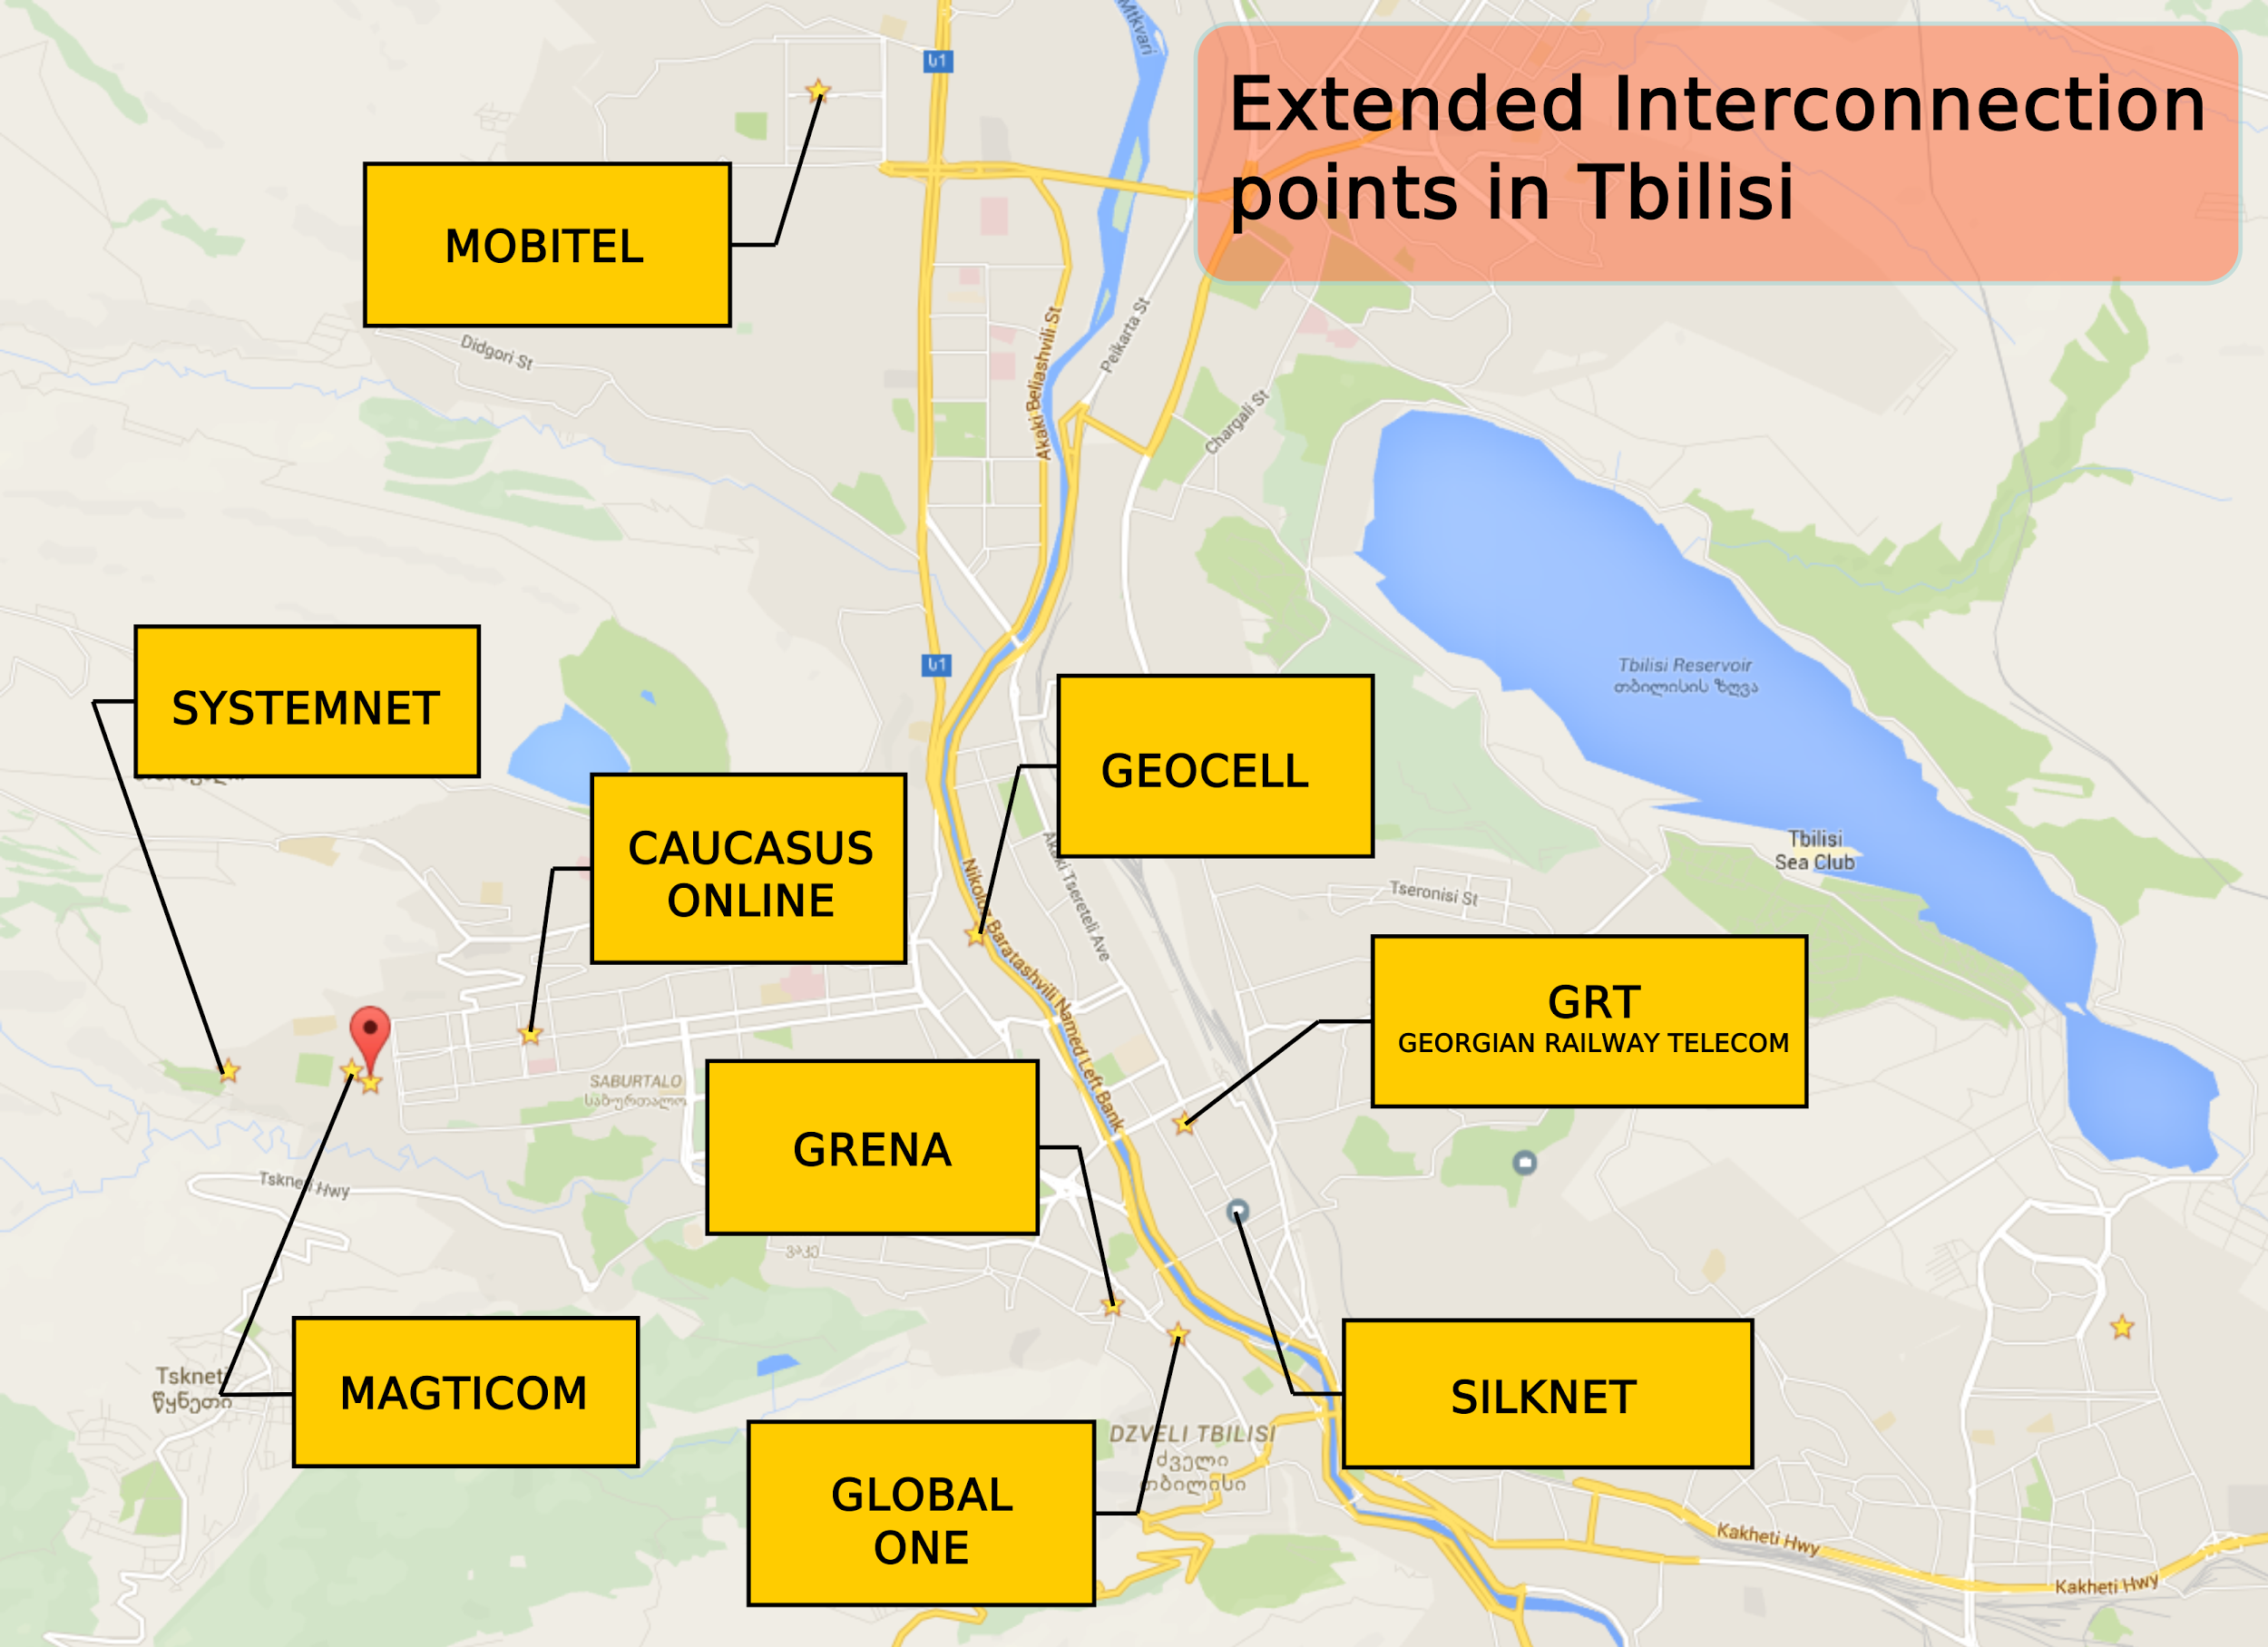 Mtkvari
Extended Interconnection
points in Tbilisi
ს1
MOBITEL
Didgori St
Akaki Beliashvili St
Peikarta St
Chargali St
ს1
Tbilisi Reservoir
თბილისის ზღვა
SYSTEMNET
GEOCELL
CAUCASUS
ONLINE
Tbilisi
Sea Club
Tseronisi St
Akaki Tsereteli Ave
Nikoloz Baratashvili Named Left Bank
GRT
GEORGIAN RAILWAY TELECOM
SABURTALO
საბურთალო
GRENA
Tskneti Hwy
ვაკე
Tskneti
წყნეთი
MAGTICOM
SILKNET
DZVELI TBILISI
ძველი
თბილისი
GLOBAL
ONE
Kakheti Hwy
Kakheti Hwy